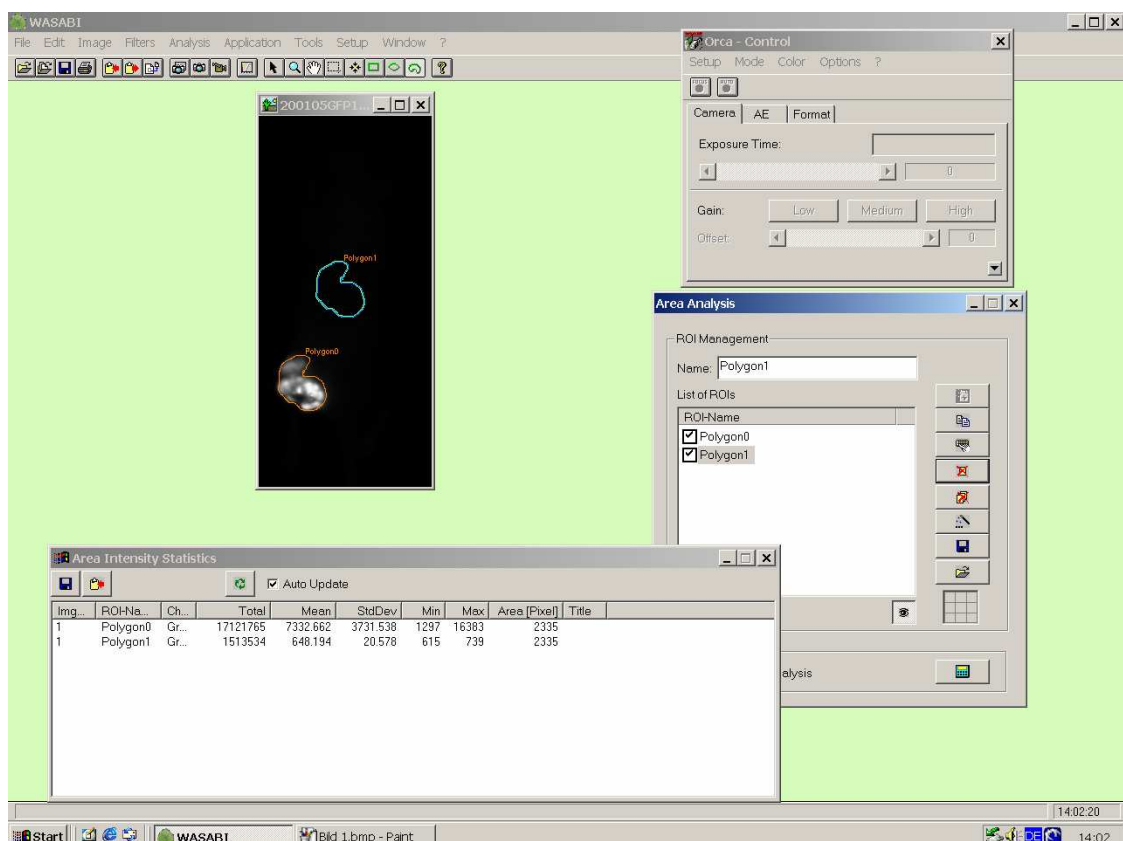 WASABI
File Edit Image Filters Analysis Application Tools Setup Window ?
200105GFP1...
Polygon1
Polygon0
Orca - Control
Setup Mode Color Options ?
Camera AE Format
Exposure Time:
0
Gain: Low Medium High
Offset: 0
Area Analysis
ROI Management
Name: Polygon1
List of ROIs
ROI-Name
Polygon0
Polygon1
alysis
Area Intensity Statistics
Auto Update
Img... ROI-Na... Ch... Total Mean StdDev Min Max Area [Pixel] Title
1 Polygon0 Gr... 17121765 7332.662 3731.538 1297 16383 2335
1 Polygon1 Gr... 1513534 648.194 20.578 615 739 2335
14:02:20
Start WASABI Bild 1.bmp - Paint DE 14:02